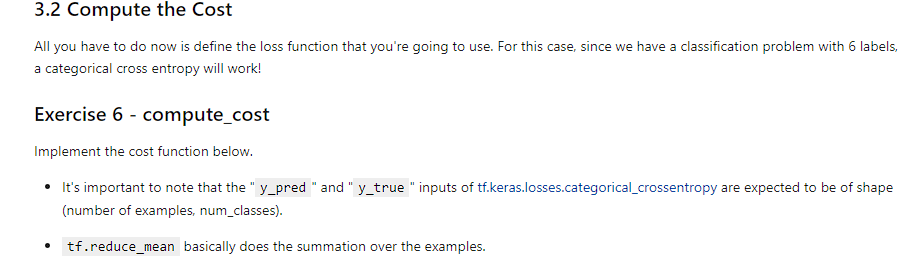 3.2 Compute the Cost
All you have to do now is define the loss function that you're going to use. For this case, since we have a classification problem with 6 labels,
a categorical cross entropy will work!
Exercise 6 - compute_cost
Implement the cost function below.
• It's important to note that the " y_pred " and " y_true " inputs of tf.keras.losses.categorical_crossentropy are expected to be of shape
(number of examples, num_classes).
• tf.reduce_mean basically does the summation over the examples.